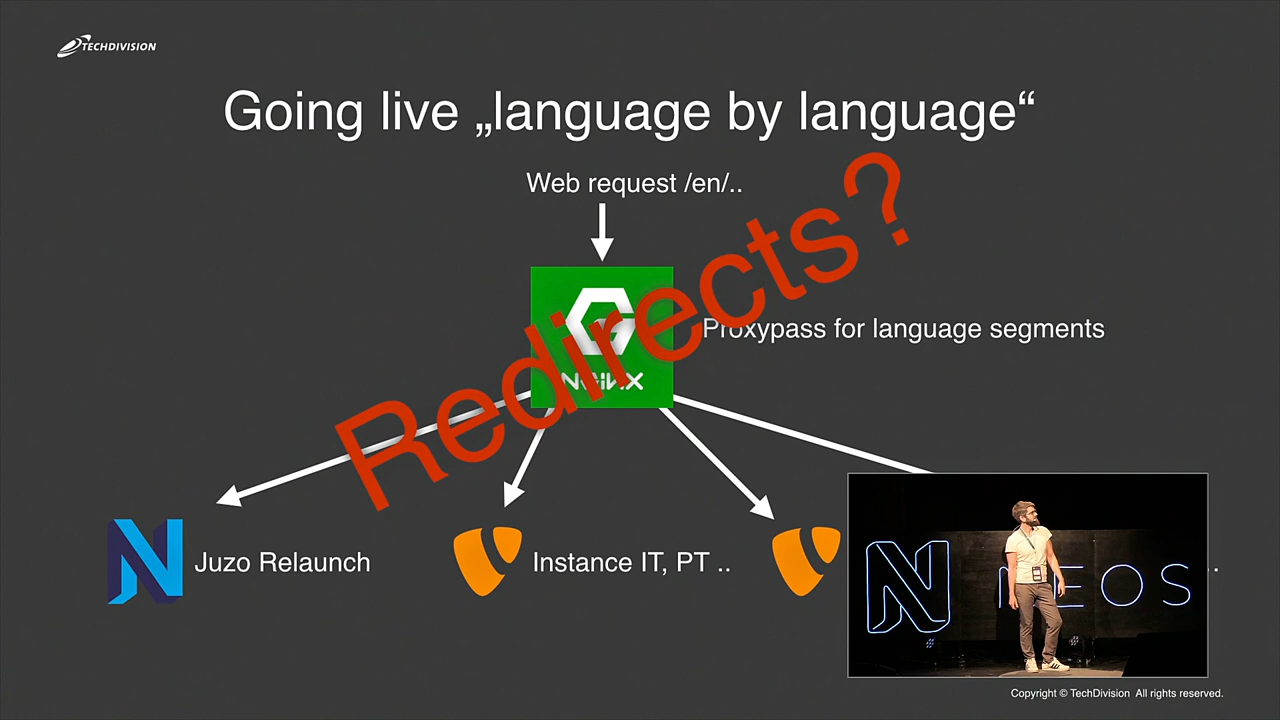 TECHDIVISION
Going live „language by language“
Web request /en/..
Redirects?
NGiNX
Proxypass for language segments
Juzo Relaunch
Instance IT, PT ..
NEOS
Copyright © TechDivision All rights reserved.